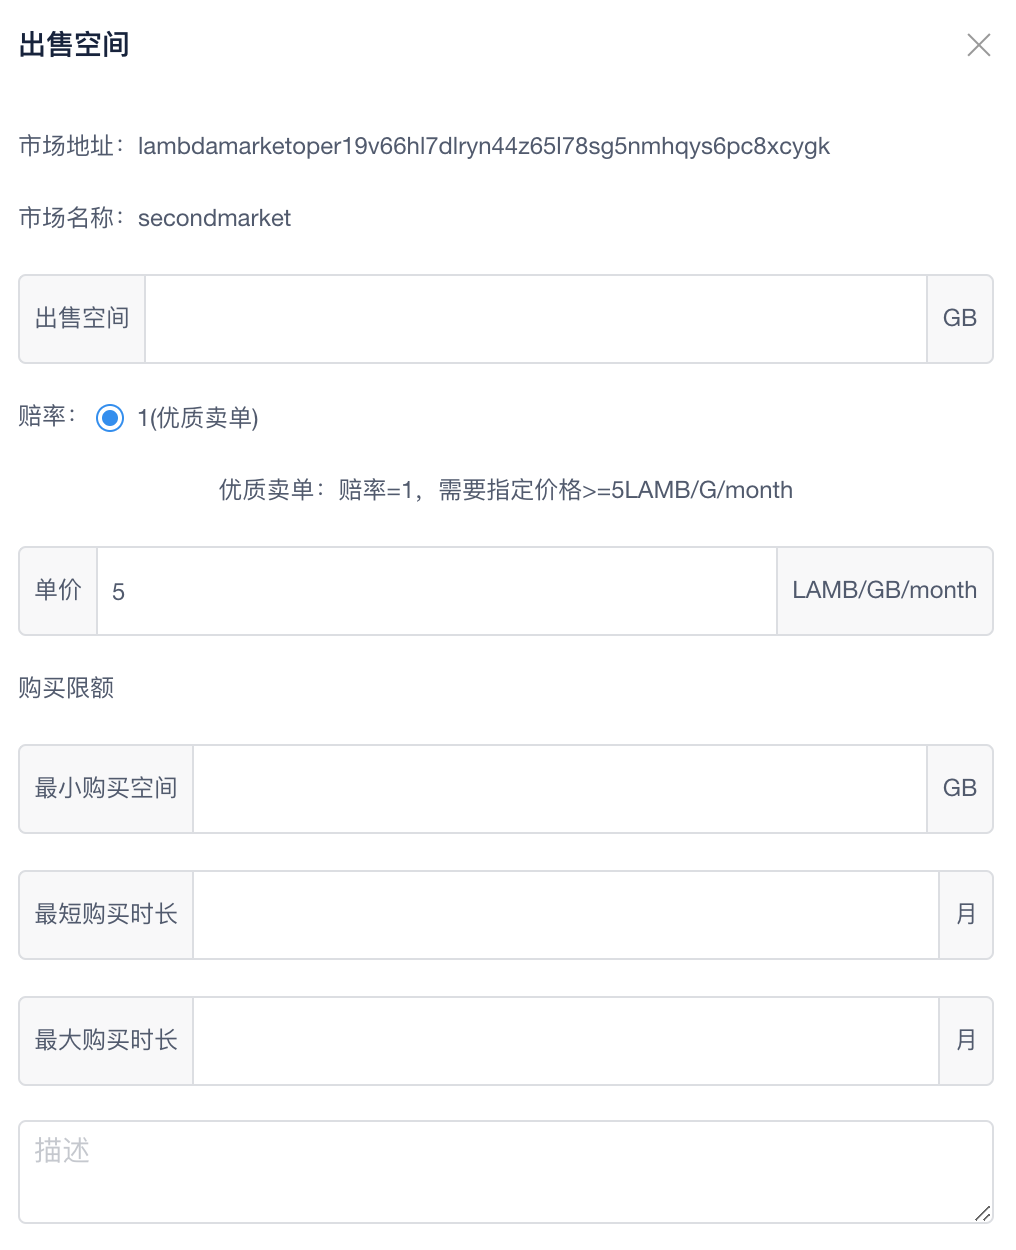 出售空间
市场地址：lambdamarketoper19v66hl7dlryn44z65l78sg5nmhqys6pc8xcygk
市场名称：secondmarket
出售空间 GB
赔率： 1(优质卖单)
优质卖单：赔率=1，需要指定价格>=5LAMB/G/month
单价 5 LAMB/GB/month
购买限额
最小购买空间 GB
最短购买时长 月
最大购买时长 月
描述